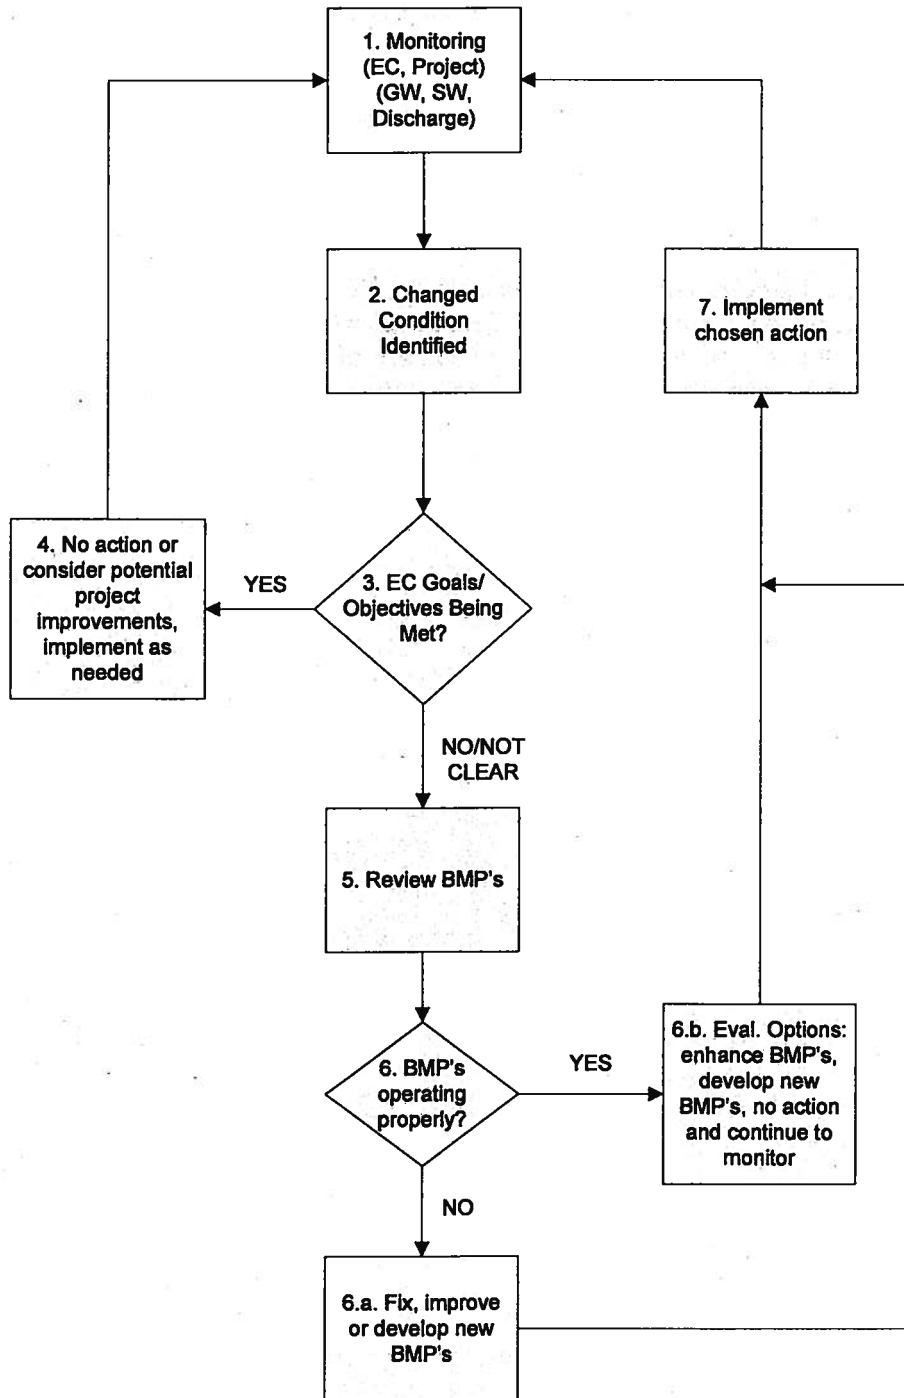 1. Monitoring
(EC, Project)
(GW, SW,
Discharge)
2. Changed
Condition
Identified
7. Implement
chosen action
4. No action or
consider potential
project
improvements,
implement as
needed
YES
3. EC Goals/
Objectives Being
Met?
NO/NOT
CLEAR
5. Review BMP's
6. BMP's
operating
properly?
YES
6.b. Eval. Options:
enhance BMP's,
develop new
BMP's, no action
and continue to
monitor
NO
6.a. Fix, improve
or develop new
BMP's